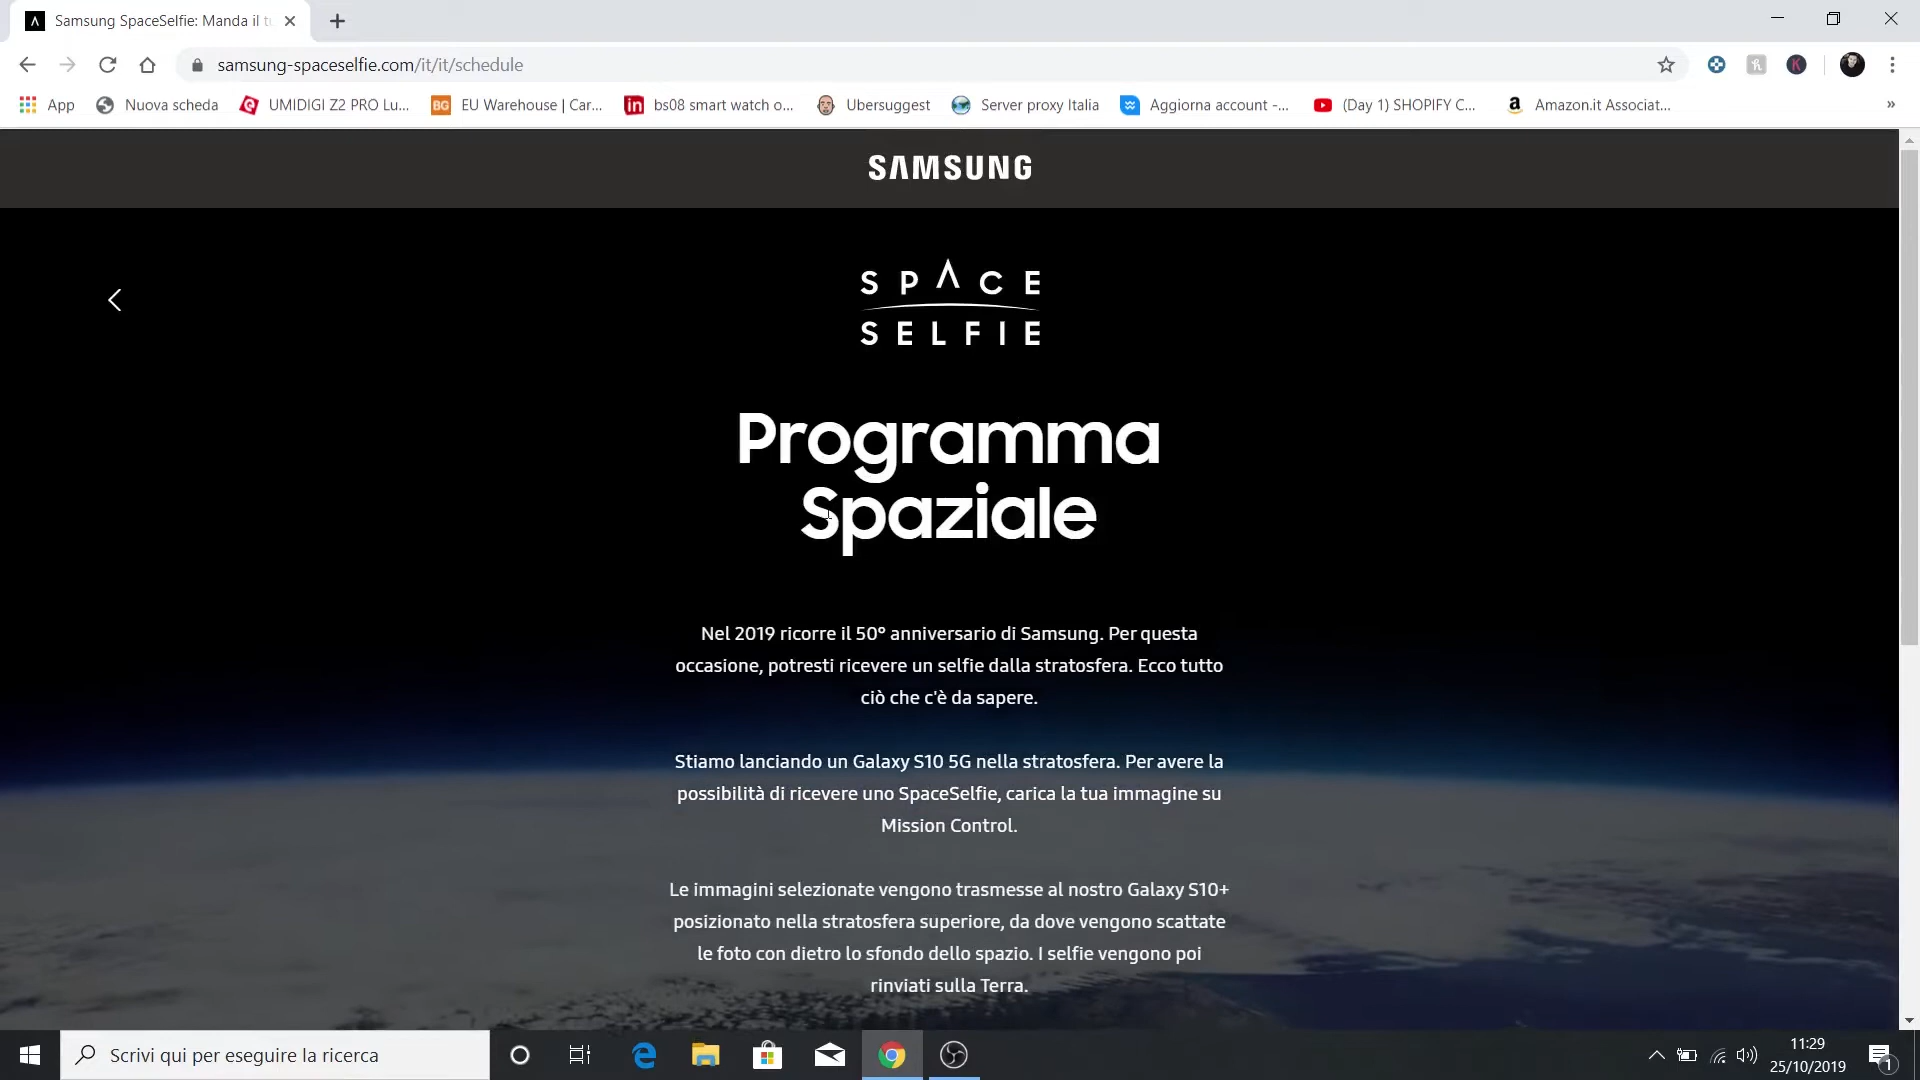 Samsung SpaceSelfie: Manda il tu
samsung-spaceselfie.com/it/it/schedule
App Nuova scheda UMIDIGI Z2 PRO Lu... BG EU Warehouse | Car... in bs08 smart watch o... Ubersuggest Server proxy Italia Aggiorna account -... (Day 1) SHOPIFY C... a Amazon.it Associat... »
SAMSUNG
SPACE
SELFIE
Programma
Spaziale
Nel 2019 ricorre il 50° anniversario di Samsung. Per questa
occasione, potresti ricevere un selfie dalla stratosfera. Ecco tutto
ciò che c'è da sapere.
Stiamo lanciando un Galaxy S10 5G nella stratosfera. Per avere la
possibilità di ricevere uno SpaceSelfie, carica la tua immagine su
Mission Control.
Le immagini selezionate vengono trasmesse al nostro Galaxy S10+
posizionato nella stratosfera superiore, da dove vengono scattate
le foto con dietro lo sfondo dello spazio. I selfie vengono poi
rinviati sulla Terra.
Scrivi qui per eseguire la ricerca
11:29
25/10/2019
1